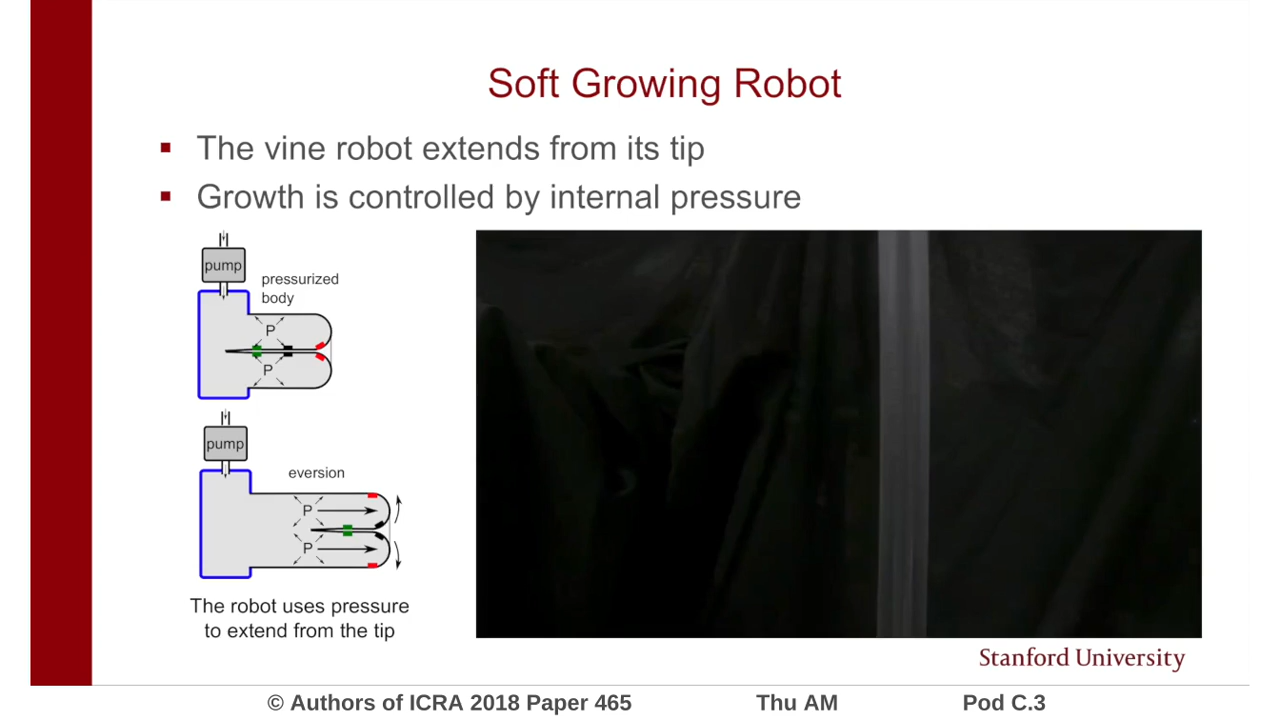 Soft Growing Robot
▪ The vine robot extends from its tip
▪ Growth is controlled by internal pressure
pump
pressurized
body
P
P
pump
eversion
P
P
The robot uses pressure
to extend from the tip
Stanford University
© Authors of ICRA 2018 Paper 465 Thu AM Pod C.3